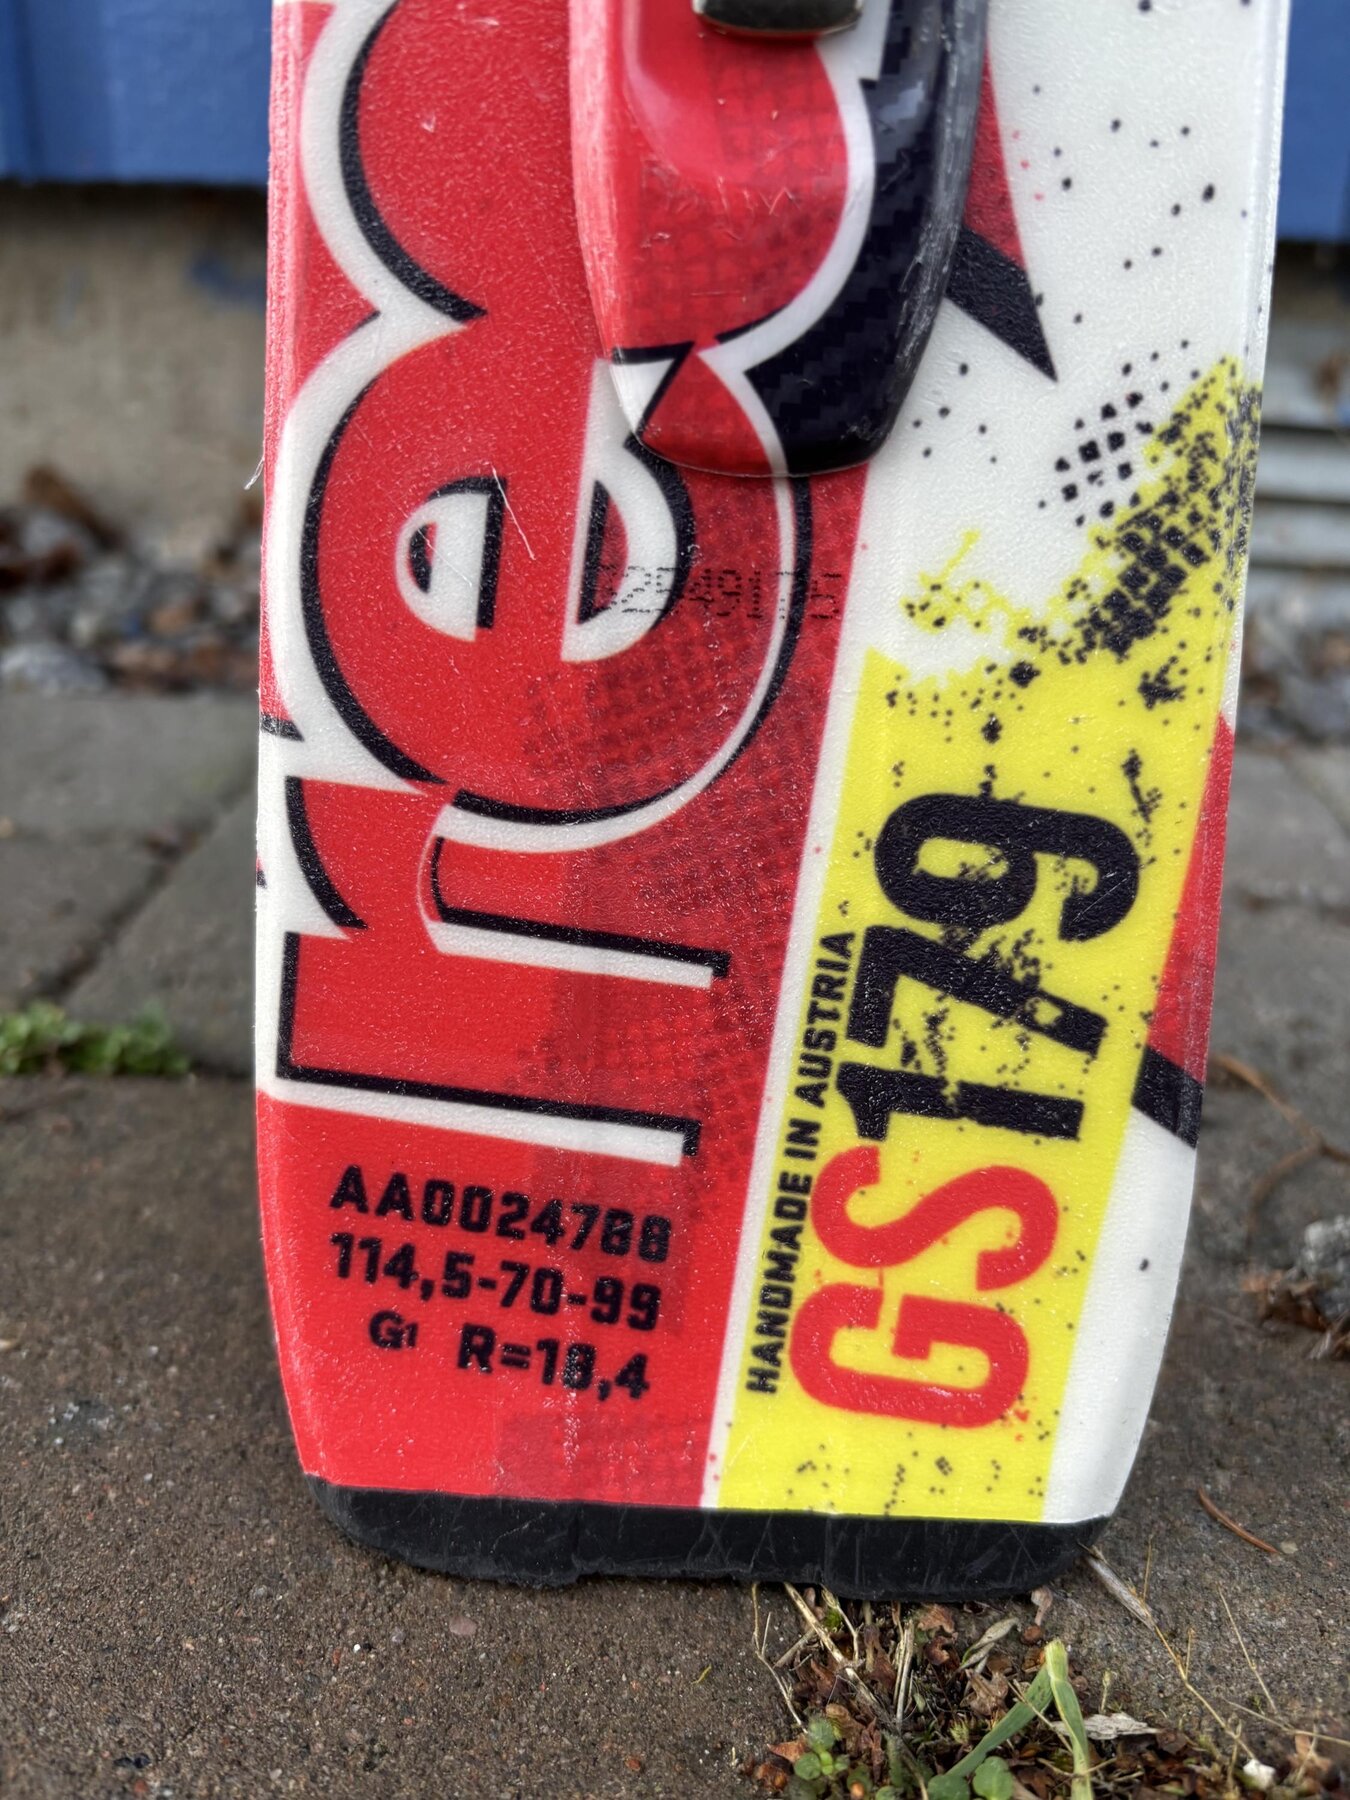 AA0024788
114,5-70-99
G1 R=18,4
HANDMADE IN AUSTRIA
GS179